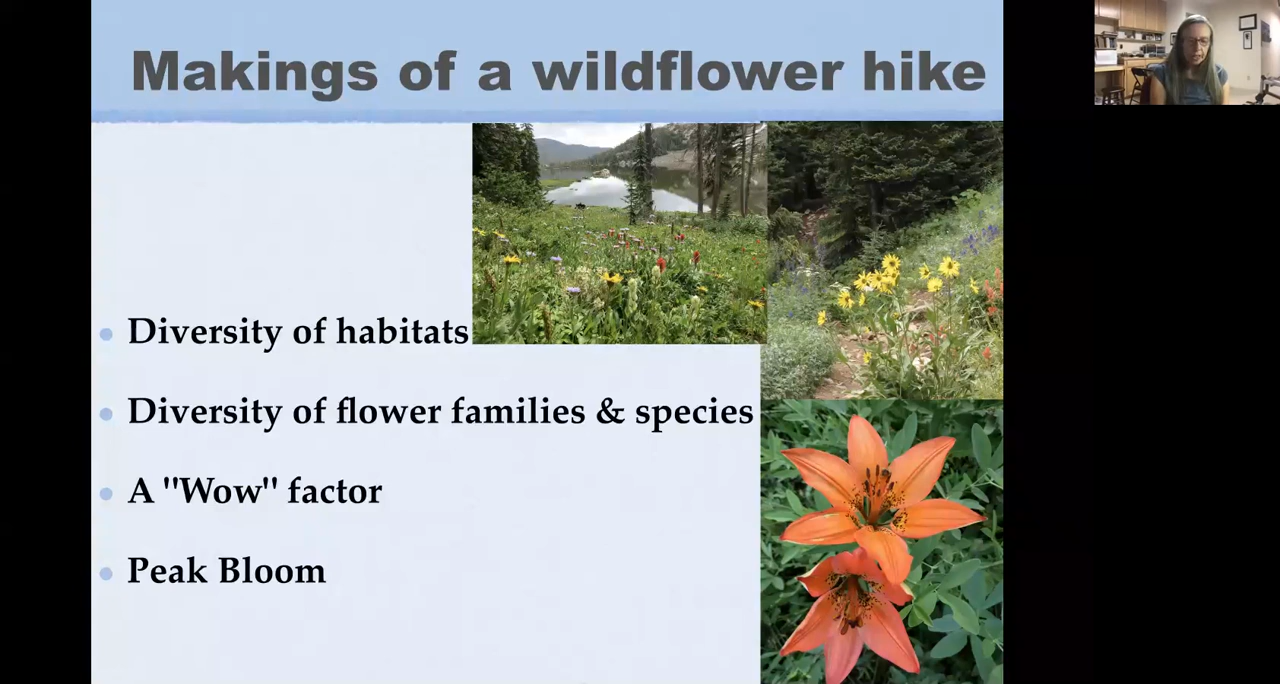 Makings of a wildflower hike
Diversity of habitats
Diversity of flower families & species
A "Wow" factor
Peak Bloom